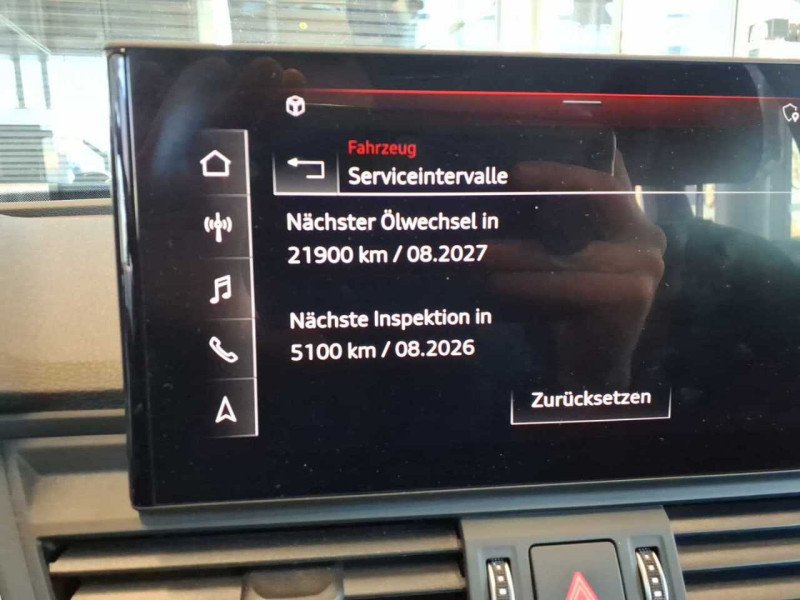 Fahrzeug
Serviceintervalle
Nächster Ölwechsel in
21900 km / 08.2027
Nächste Inspektion in
5100 km / 08.2026
Zurücksetzen